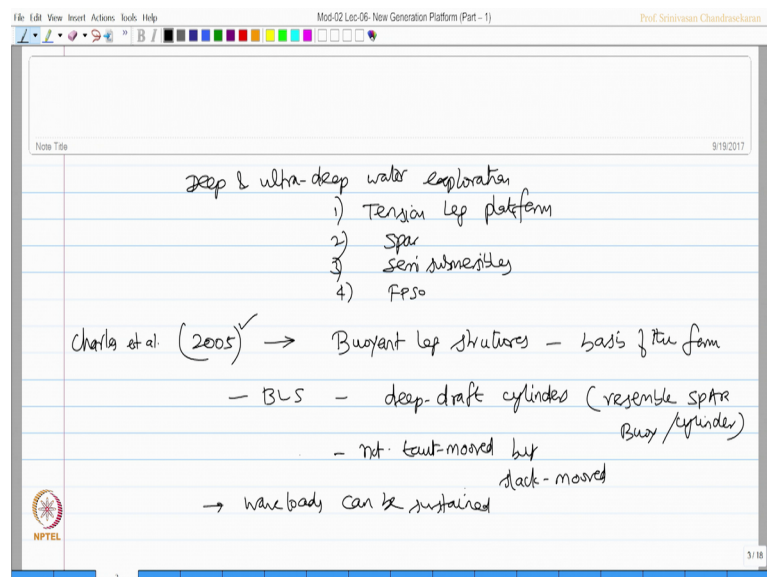 File Edit View Insert Actions Tools Help
Mod-02 Lec-06- New Generation Platform (Part – 1)
Prof. Srinivasan Chandrasekaran
B I
Note Title
9/19/2017
Deep & ultra-deep water exploration
1) Tension Leg platform
2) Spar
3) Semi submersibles
4) FPSO
Charles et al. (2005) ✓ → Buoyant leg structures – basis of the form
– BLS – deep-draft cylinders (resemble SPAR
Buoy/cylinder)
– not taut-moored but
slack-moored
→ wave loads can be sustained
NPTEL
3 / 18